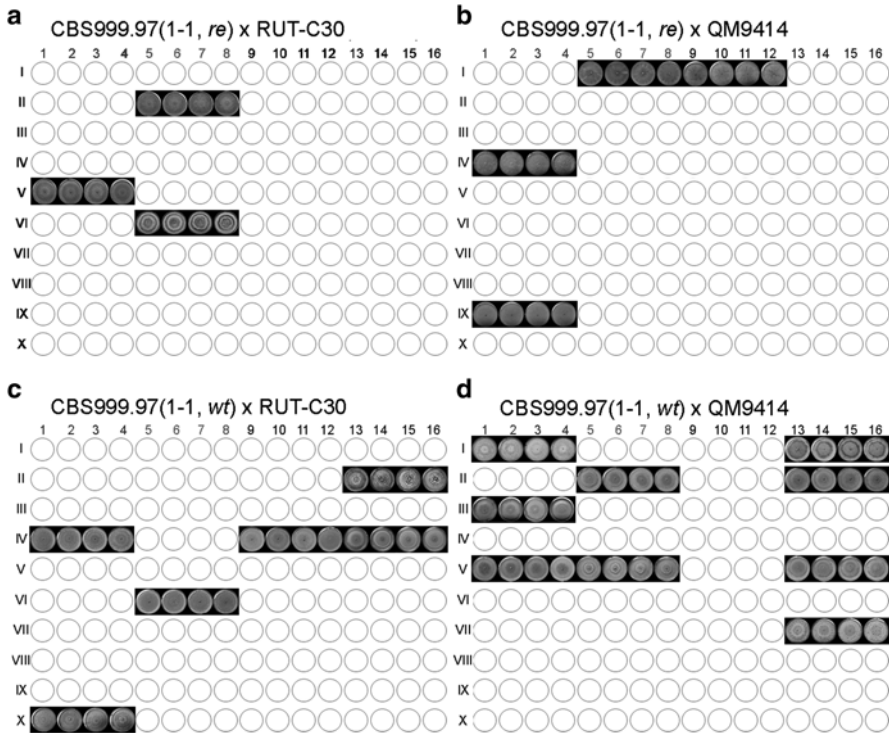 a CBS999.97(1-1, re) x RUT-C30
1 2 3 4 5 6 7 8 9 10 11 12 13 14 15 16
I
II
III
IV
V
VI
VII
VIII
IX
X
b CBS999.97(1-1, re) x QM9414
1 2 3 4 5 6 7 8 9 10 11 12 13 14 15 16
I
II
III
IV
V
VI
VII
VIII
IX
X
c CBS999.97(1-1, wt) x RUT-C30
1 2 3 4 5 6 7 8 9 10 11 12 13 14 15 16
I
II
III
IV
V
VI
VII
VIII
IX
X
d CBS999.97(1-1, wt) x QM9414
1 2 3 4 5 6 7 8 9 10 11 12 13 14 15 16
I
II
III
IV
V
VI
VII
VIII
IX
X